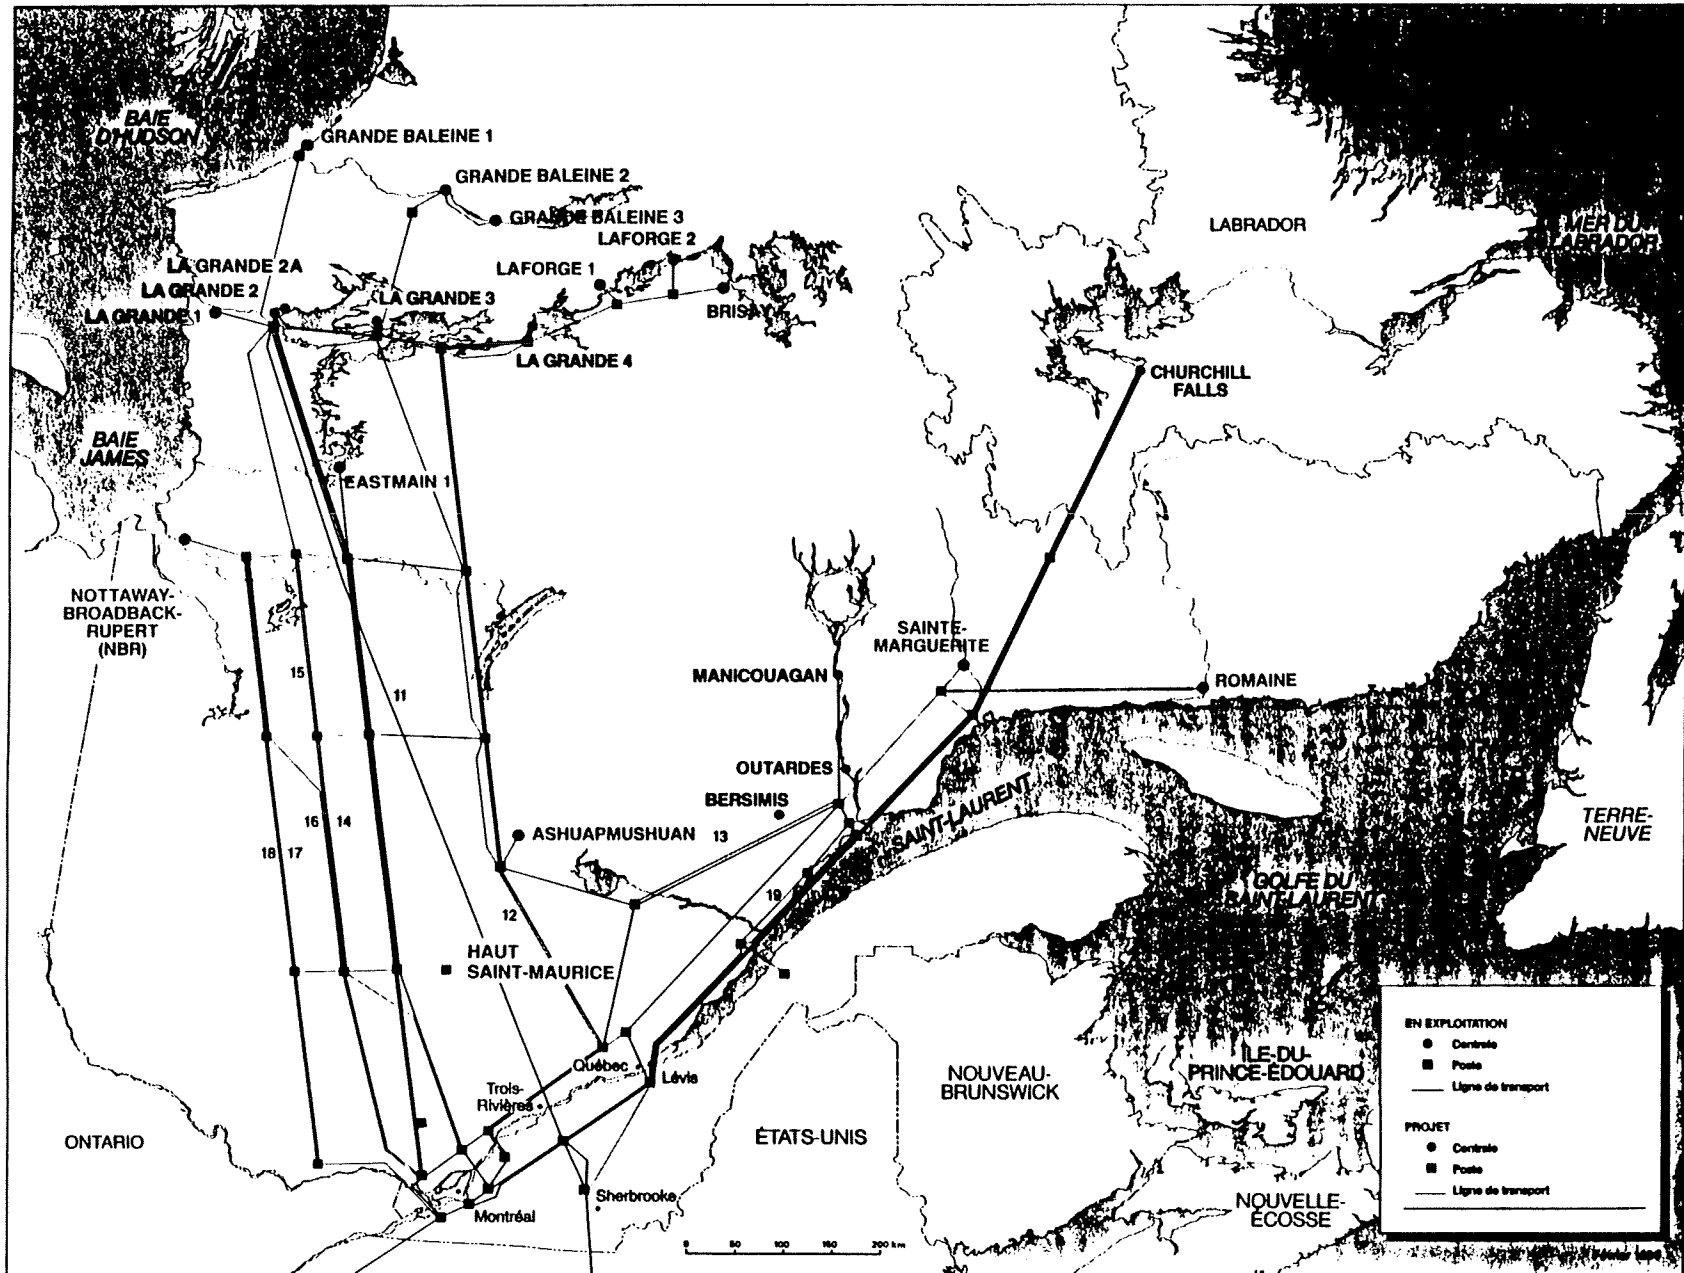 BAIE
D'HUDSON
GRANDE BALEINE 1
GRANDE BALEINE 2
GRANDE BALEINE 3
LAFORGE 2
LAFORGE 1
LA GRANDE 2A
LA GRANDE 2
LA GRANDE 1
LA GRANDE 3
BRISAY
LA GRANDE 4
LABRADOR
MER DU
LABRADOR
CHURCHILL
FALLS
BAIE
JAMES
EASTMAIN 1
NOTTAWAY-
BROADBACK-
RUPERT
(NBR)
SAINTE-
MARGUERITE
MANICOUAGAN
ROMAINE
15
11
OUTARDES
BERSIMIS
SAINT-LAURENT
TERRE-
NEUVE
16
14
ASHUAPMUSHUAN
13
18
17
19
GOLFE DU
SAINT-LAURENT
12
HAUT
SAINT-MAURICE
Québec
Lévis
Trois-
Rivières
NOUVEAU-
BRUNSWICK
ÎLE-DU-
PRINCE-ÉDOUARD
ONTARIO
ÉTATS-UNIS
Sherbrooke
Montréal
NOUVELLE-
ÉCOSSE
0 50 100 150 200 km
EN EXPLOITATION
Centrale
Poste
Ligne de transport
PROJET
Centrale
Poste
Ligne de transport